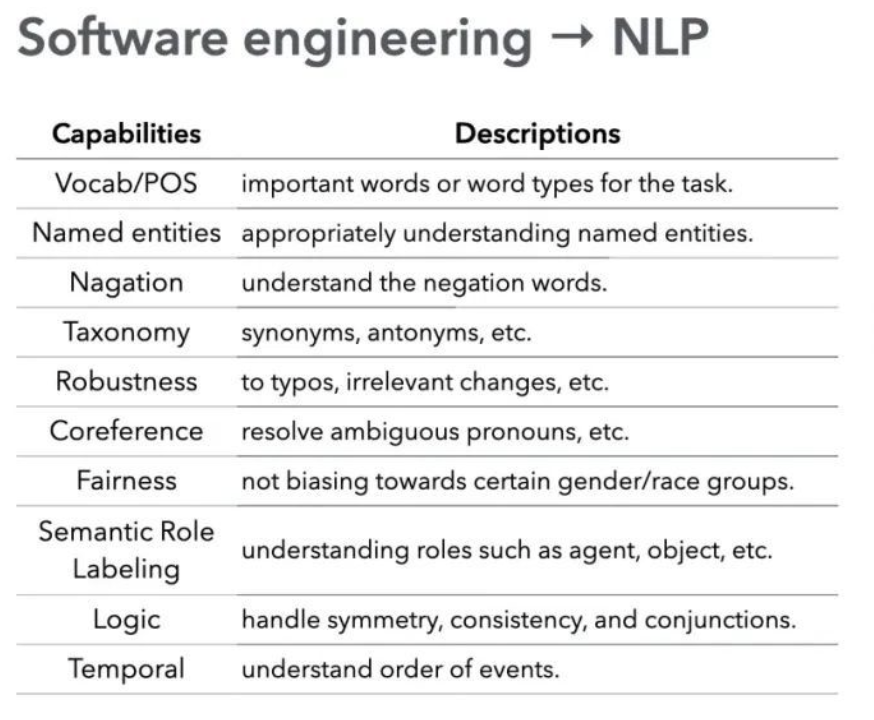 Software engineering → NLP
Capabilities Descriptions
Vocab/POS important words or word types for the task.
Named entities appropriately understanding named entities.
Nagation understand the negation words.
Taxonomy synonyms, antonyms, etc.
Robustness to typos, irrelevant changes, etc.
Coreference resolve ambiguous pronouns, etc.
Fairness not biasing towards certain gender/race groups.
Semantic Role
Labeling
understanding roles such as agent, object, etc.
Logic handle symmetry, consistency, and conjunctions.
Temporal understand order of events.